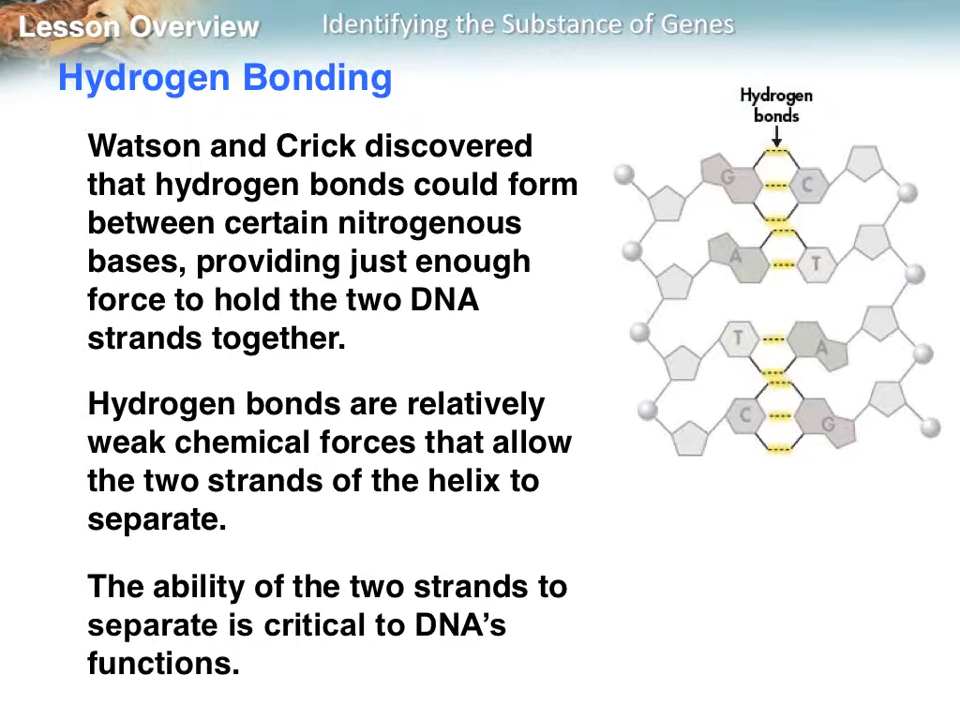 Lesson Overview
Identifying the Substance of Genes
Hydrogen Bonding
Watson and Crick discovered
that hydrogen bonds could form
between certain nitrogenous
bases, providing just enough
force to hold the two DNA
strands together.
Hydrogen bonds are relatively
weak chemical forces that allow
the two strands of the helix to
separate.
The ability of the two strands to
separate is critical to DNA’s
functions.
Hydrogen
bonds
G C
A T
T A
C G